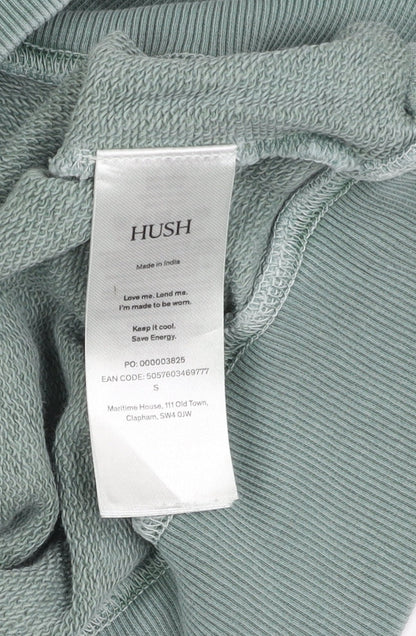 HUSH
Made in India
Love me. Lend me.
I'm made to be worn.
Keep it cool.
Save Energy.
PO: 000003825
EAN CODE: 5057603469777
S
Maritime House, 111 Old Town,
Clapham, SW4 0JW